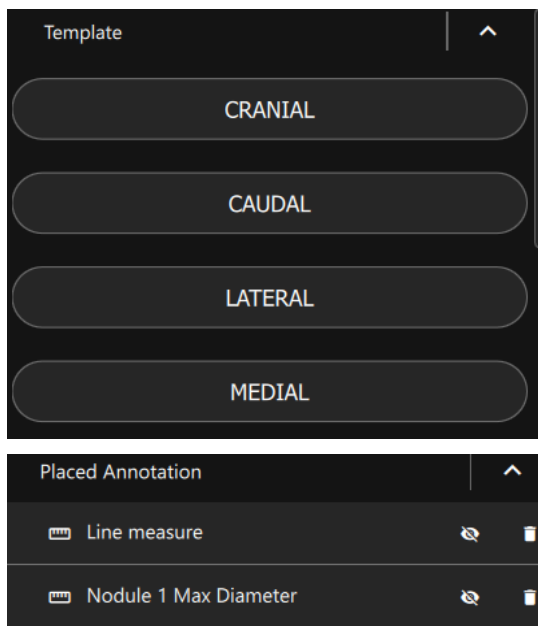 Template
CRANIAL
CAUDAL
LATERAL
MEDIAL
Placed Annotation
Line measure
Nodule 1 Max Diameter